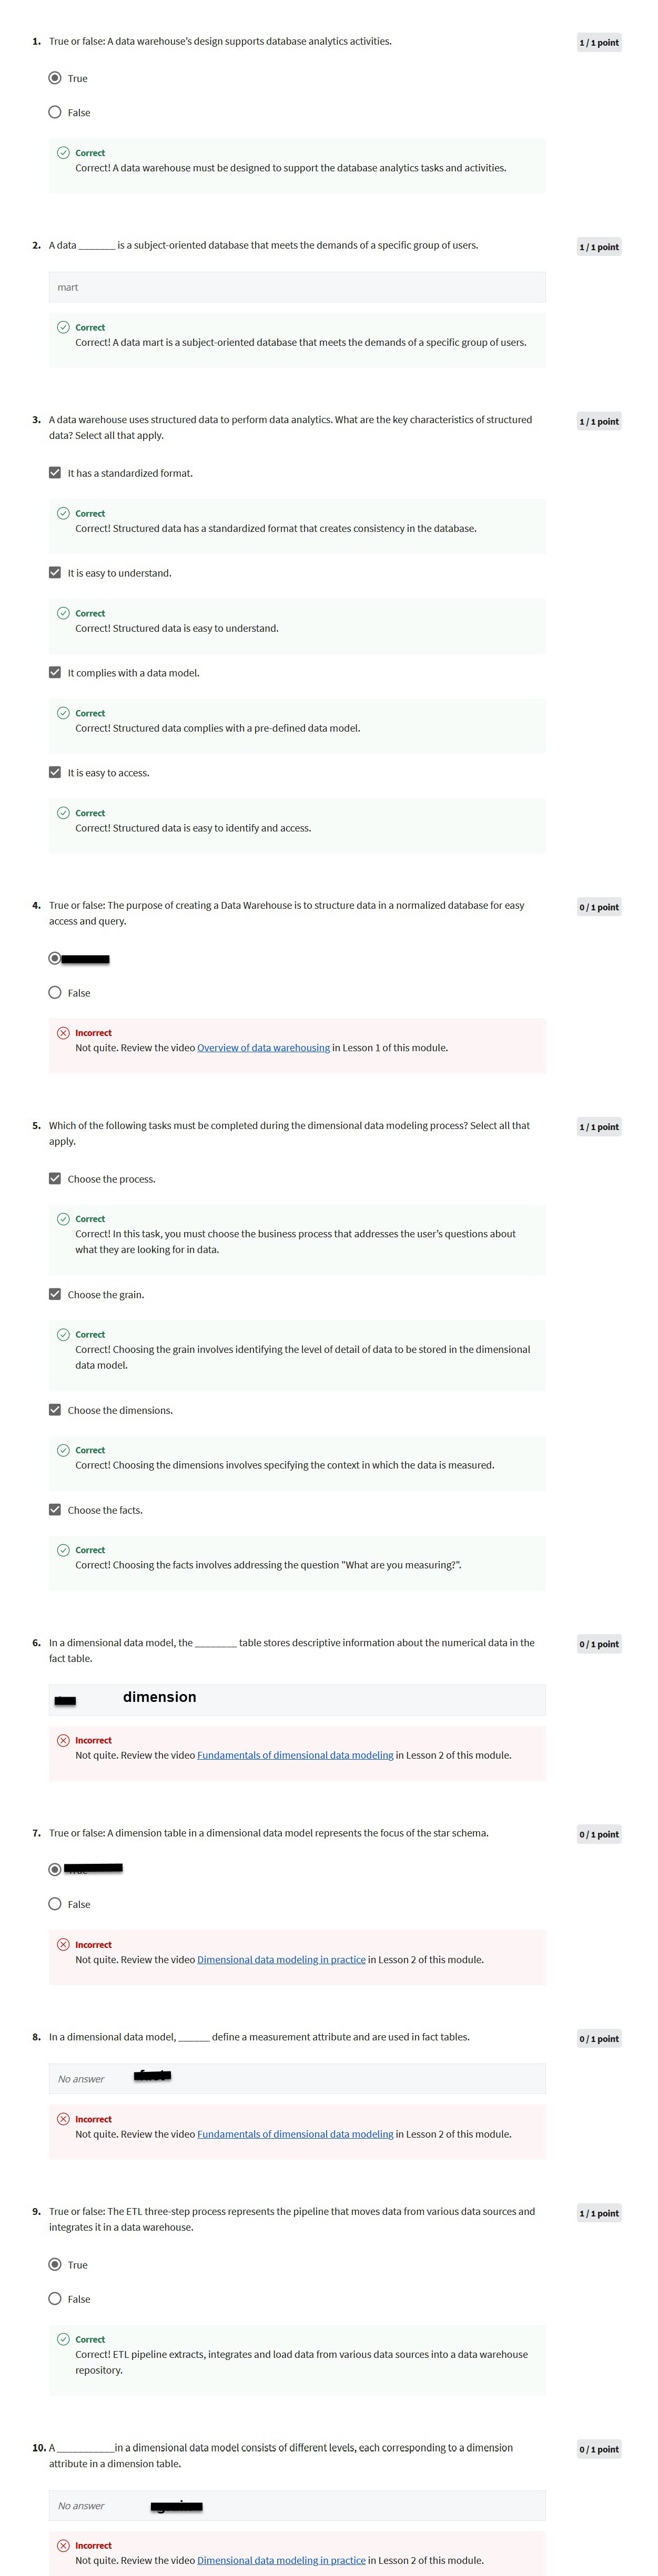 1. True or false: A data warehouse's design supports database analytics activities.
1 / 1 point
True
False
Correct
Correct! A data warehouse must be designed to support the database analytics tasks and activities.
2. A data _______ is a subject-oriented database that meets the demands of a specific group of users.
1 / 1 point
mart
Correct
Correct! A data mart is a subject-oriented database that meets the demands of a specific group of users.
3. A data warehouse uses structured data to perform data analytics. What are the key characteristics of structured
data? Select all that apply.
1 / 1 point
It has a standardized format.
Correct
Correct! Structured data has a standardized format that creates consistency in the database.
It is easy to understand.
Correct
Correct! Structured data is easy to understand.
It complies with a data model.
Correct
Correct! Structured data complies with a pre-defined data model.
It is easy to access.
Correct
Correct! Structured data is easy to identify and access.
4. True or false: The purpose of creating a Data Warehouse is to structure data in a normalized database for easy
access and query.
0 / 1 point
False
Incorrect
Not quite. Review the video Overview of data warehousing in Lesson 1 of this module.
5. Which of the following tasks must be completed during the dimensional data modeling process? Select all that
apply.
1 / 1 point
Choose the process.
Correct
Correct! In this task, you must choose the business process that addresses the user's questions about
what they are looking for in data.
Choose the grain.
Correct
Correct! Choosing the grain involves identifying the level of detail of data to be stored in the dimensional
data model.
Choose the dimensions.
Correct
Correct! Choosing the dimensions involves specifying the context in which the data is measured.
Choose the facts.
Correct
Correct! Choosing the facts involves addressing the question "What are you measuring?".
6. In a dimensional data model, the ________ table stores descriptive information about the numerical data in the
fact table.
0 / 1 point
dimension
Incorrect
Not quite. Review the video Fundamentals of dimensional data modeling in Lesson 2 of this module.
7. True or false: A dimension table in a dimensional data model represents the focus of the star schema.
0 / 1 point
False
Incorrect
Not quite. Review the video Dimensional data modeling in practice in Lesson 2 of this module.
8. In a dimensional data model, ______ define a measurement attribute and are used in fact tables.
0 / 1 point
No answer
Incorrect
Not quite. Review the video Fundamentals of dimensional data modeling in Lesson 2 of this module.
9. True or false: The ETL three-step process represents the pipeline that moves data from various data sources and
integrates it in a data warehouse.
1 / 1 point
True
False
Correct
Correct! ETL pipeline extracts, integrates and load data from various data sources into a data warehouse
repository.
10. A ___________in a dimensional data model consists of different levels, each corresponding to a dimension
attribute in a dimension table.
0 / 1 point
No answer
Incorrect
Not quite. Review the video Dimensional data modeling in practice in Lesson 2 of this module.